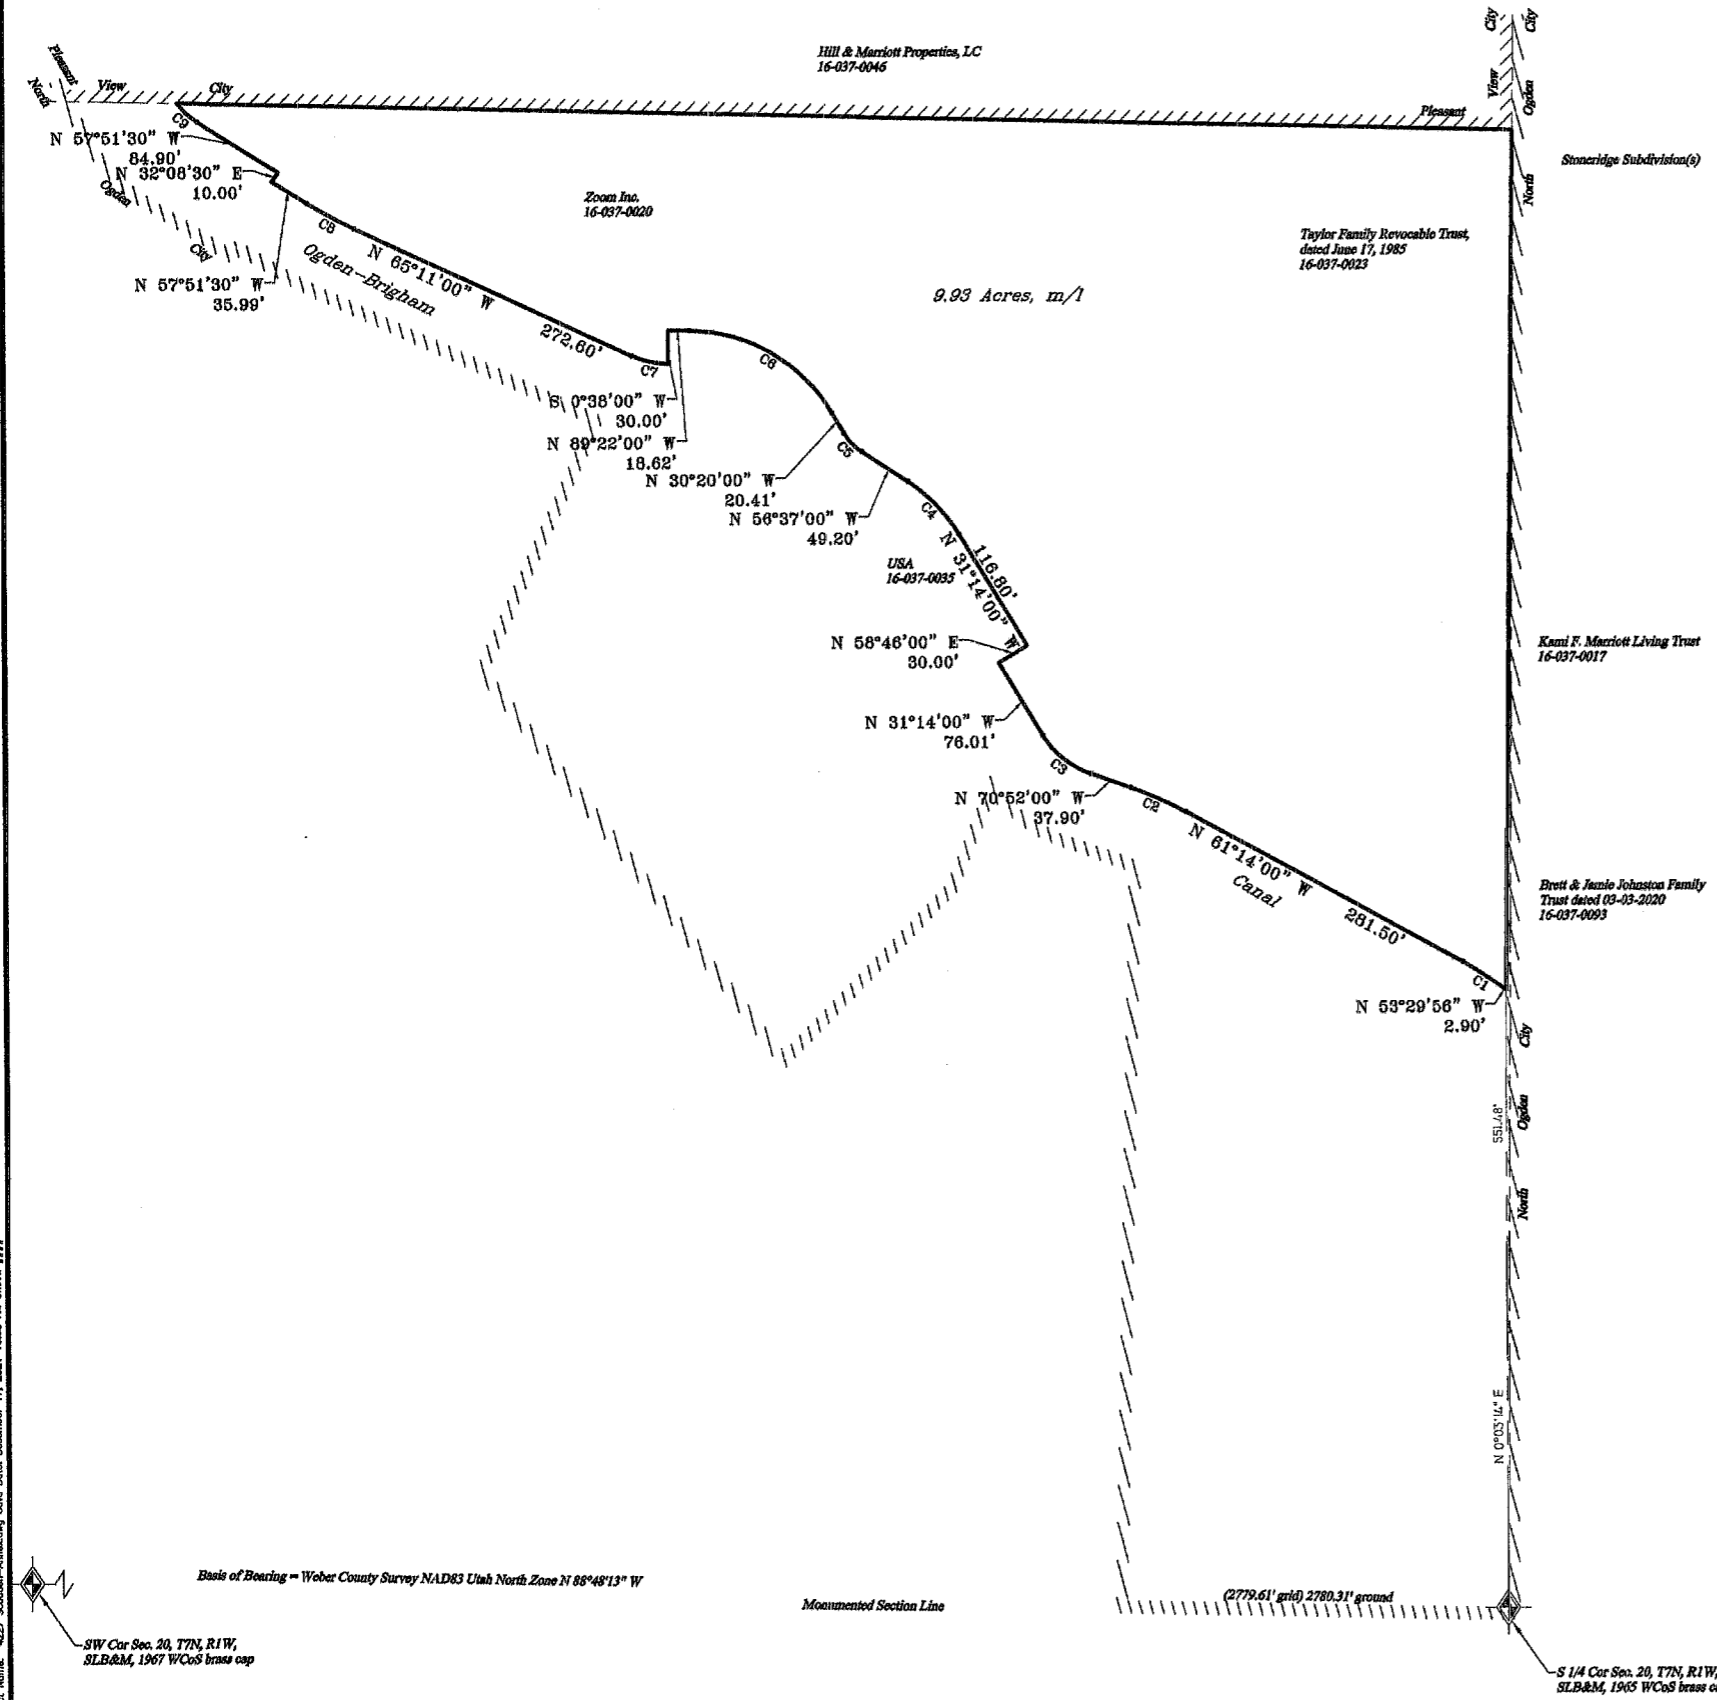 Hill & Marriott Properties, LC
16-037-0046
City
City
View
Ogden
Pleasant
North
View
City
Pleasant
North
Stoneridge Subdivision(s)
C9
N 57°51'30" W
84.90'
N 32°08'30" E
10.00'
Ogden
City
N 57°51'30" W
35.99'
C8
Ogden-Brigham
N 65°11'00" W
272.60'
C7
Zoom Inc.
16-037-0020
Taylor Family Revocable Trust,
dated June 17, 1985
16-037-0023
9.93 Acres, m/l
C6
S 0°38'00" W
30.00'
N 89°22'00" W
18.62'
C5
N 30°20'00" W
20.41'
N 56°37'00" W
49.20'
C4
N 31°14'00" W
116.80'
USA
16-037-0035
N 58°46'00" E
30.00'
Kami F. Marriott Living Trust
16-037-0017
N 31°14'00" W
76.01'
C3
N 70°52'00" W
37.90'
C2
N 61°14'00" W
281.50'
Canal
Brett & Jamie Johnston Family
Trust dated 03-03-2020
16-037-0093
C1
N 53°29'56" W
2.90'
City
Ogden
North
551.48'
N 0°03'14" E
Basis of Bearing = Weber County Survey NAD83 Utah North Zone N 88°48'13" W
Monumented Section Line
(2779.61' grid) 2780.31' ground
SW Cor Sec. 20, T7N, R1W,
SLB&M, 1967 WCoS brass cap
S 1/4 Cor Sec. 20, T7N, R1W,
SLB&M, 1965 WCoS brass